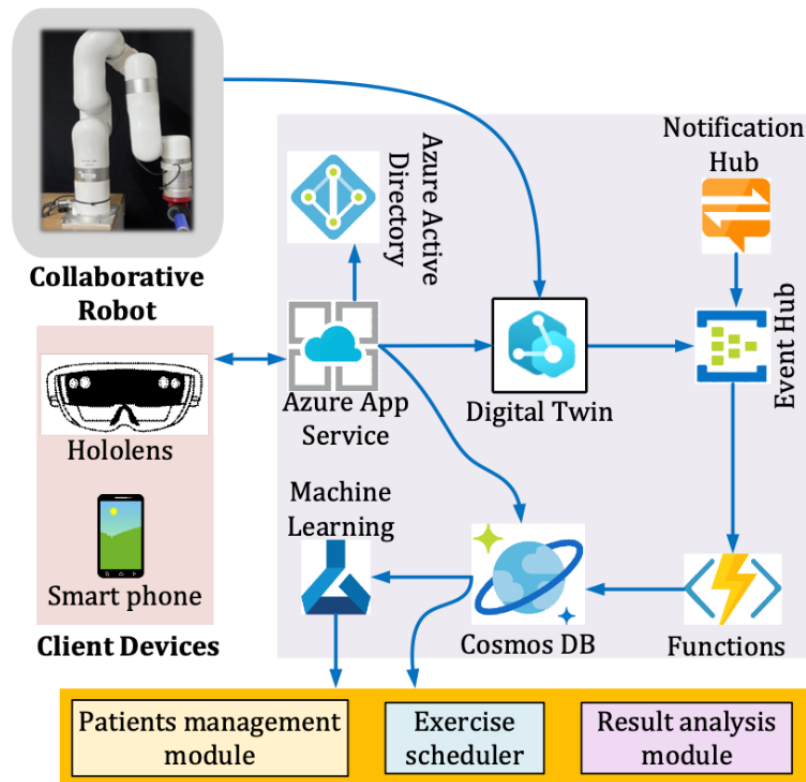 Collaborative
Robot
Azure Active
Directory
Notification
Hub
Event Hub
Azure App
Service
Digital Twin
Hololens
Smart phone
Client Devices
Machine
Learning
Cosmos DB
Functions
Patients management
module
Exercise
scheduler
Result analysis
module